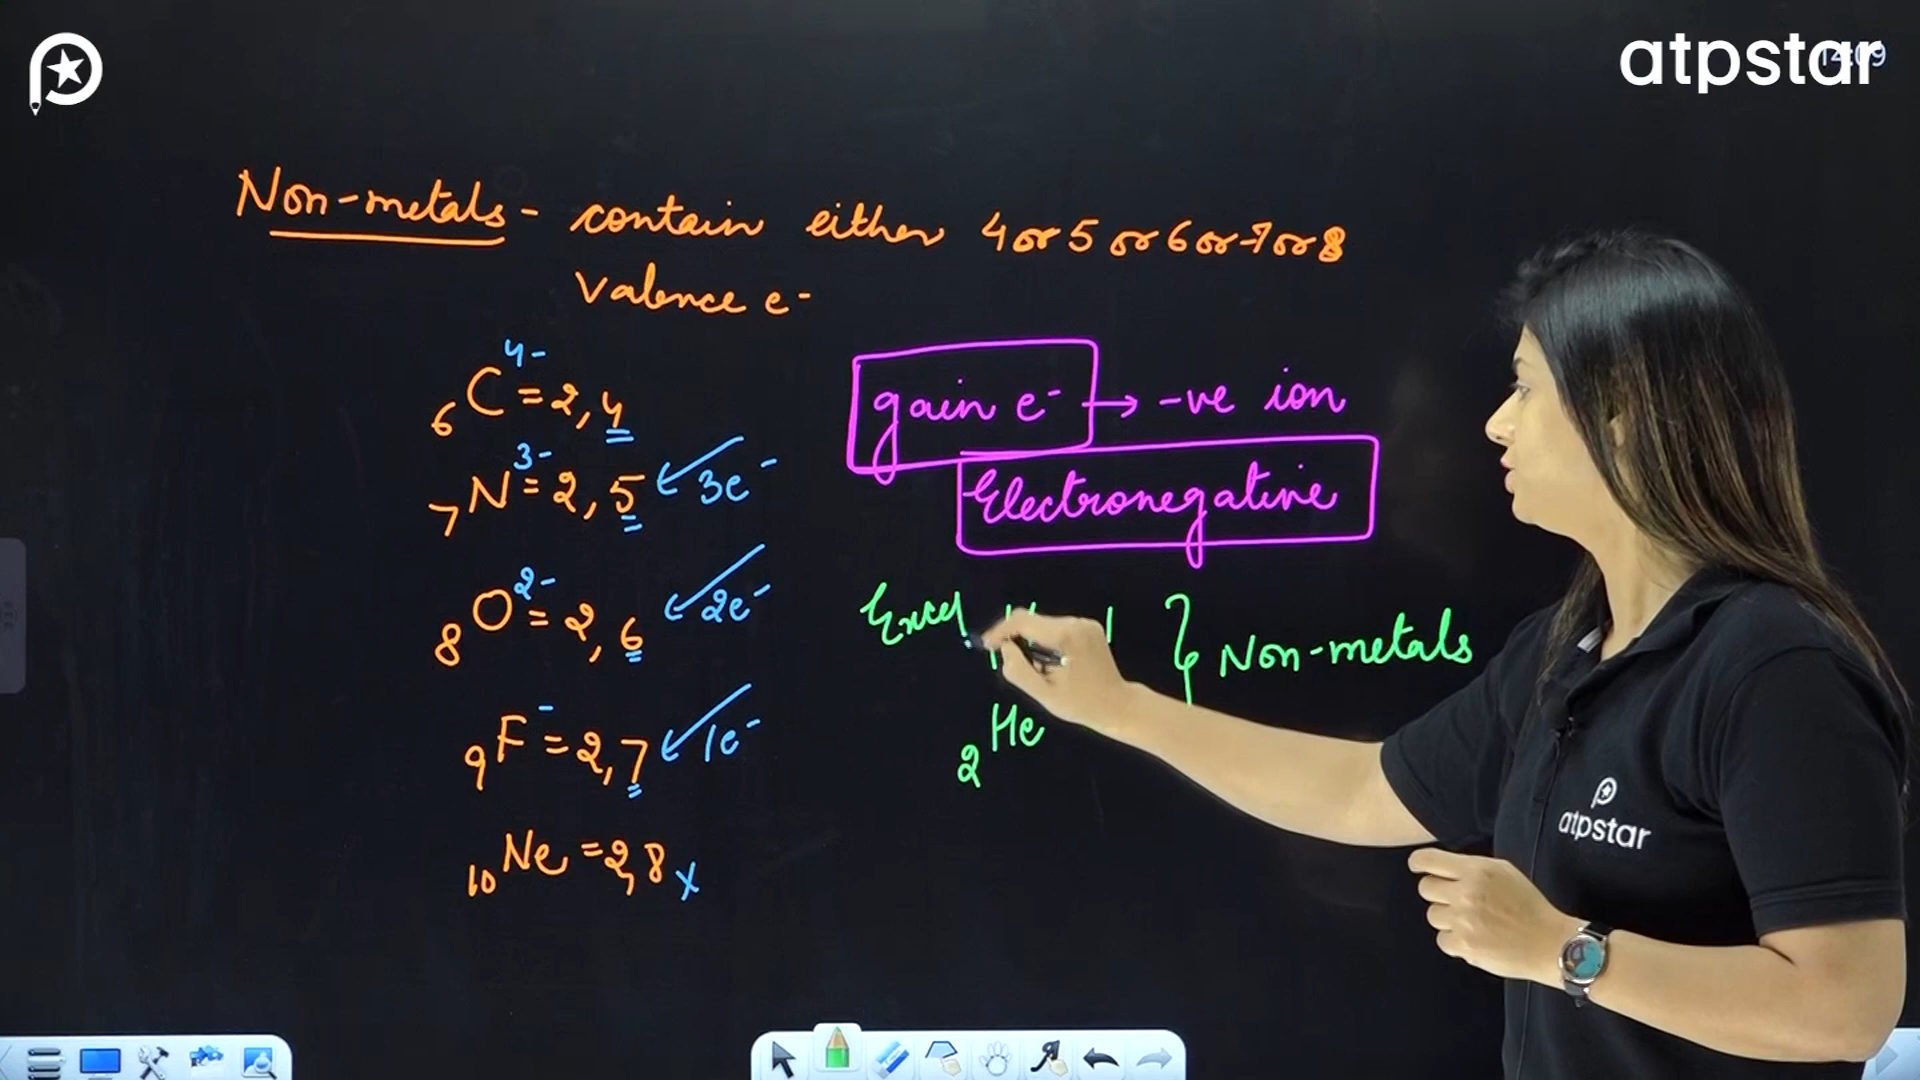 atpstar
Non-metals - contain either 4 or 5 or 6 or 7 or 8
valence e⁻
₆C⁴⁻ = 2, 4
gain e⁻ → -ve ion
₇N³⁻ = 2, 5 ↙ 3e⁻
Electronegative
₈O²⁻ = 2, 6 ↙ 2e⁻
Non-metals
₂He
₉F⁻ = 2, 7 ↙ 1e⁻
₁₀Ne = 2, 8 x
atpstar